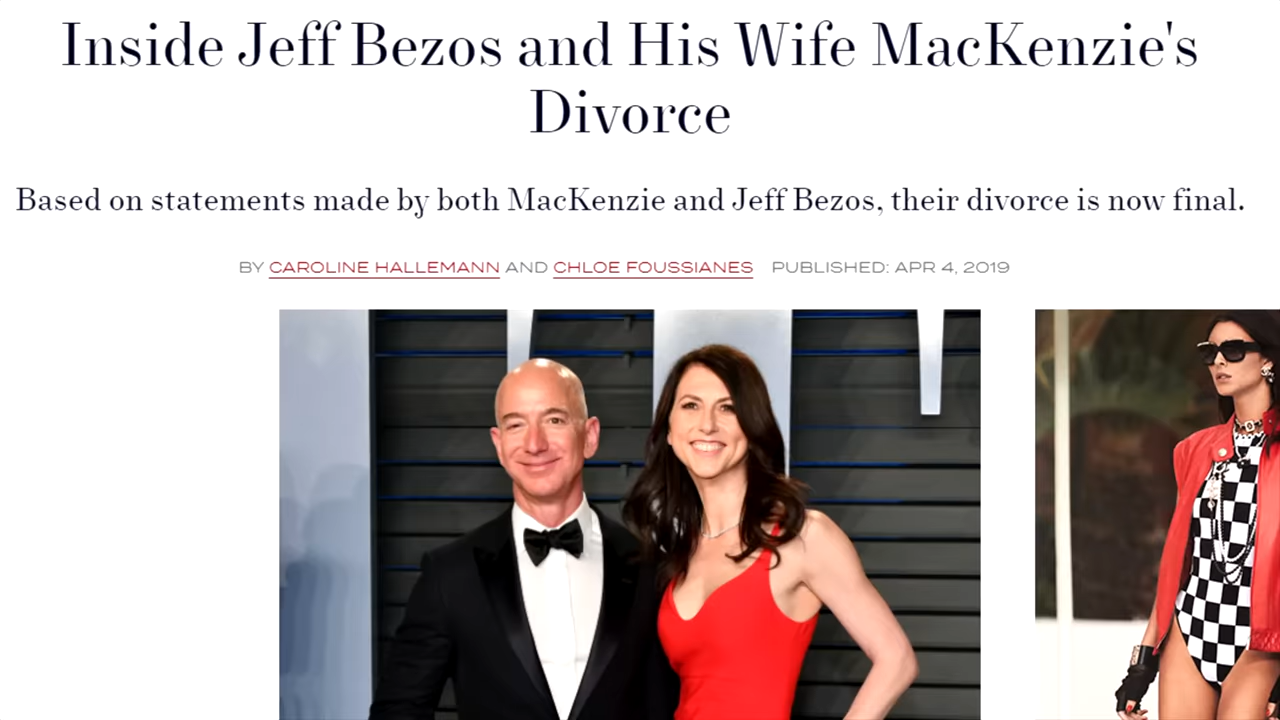 Inside Jeff Bezos and His Wife MacKenzie's
Divorce
Based on statements made by both MacKenzie and Jeff Bezos, their divorce is now final.
BY CAROLINE HALLEMANN AND CHLOE FOUSSIANES PUBLISHED: APR 4, 2019